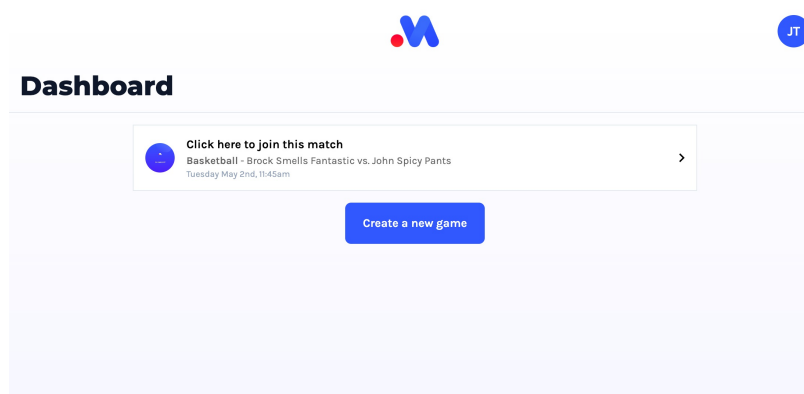 JT
Dashboard
Click here to join this match
Basketball - Brock Smells Fantastic vs. John Spicy Pants
Tuesday May 2nd, 11:45am
Create a new game